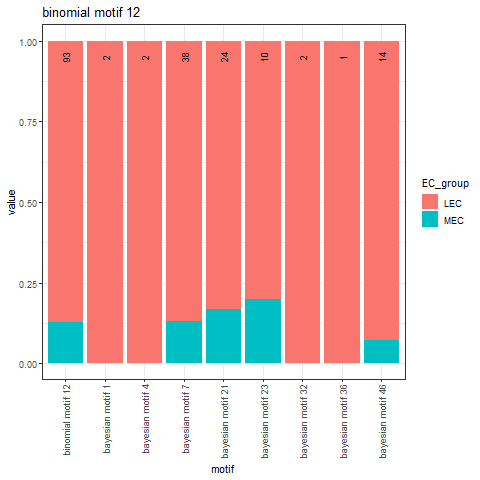 binomial motif 12
1.00
0.75
0.50
0.25
0.00
value
93
2
2
38
24
10
2
1
14
binomial motif 12
bayesian motif 1
bayesian motif 4
bayesian motif 7
bayesian motif 21
bayesian motif 23
bayesian motif 32
bayesian motif 36
bayesian motif 46
motif
EC_group
LEC
MEC